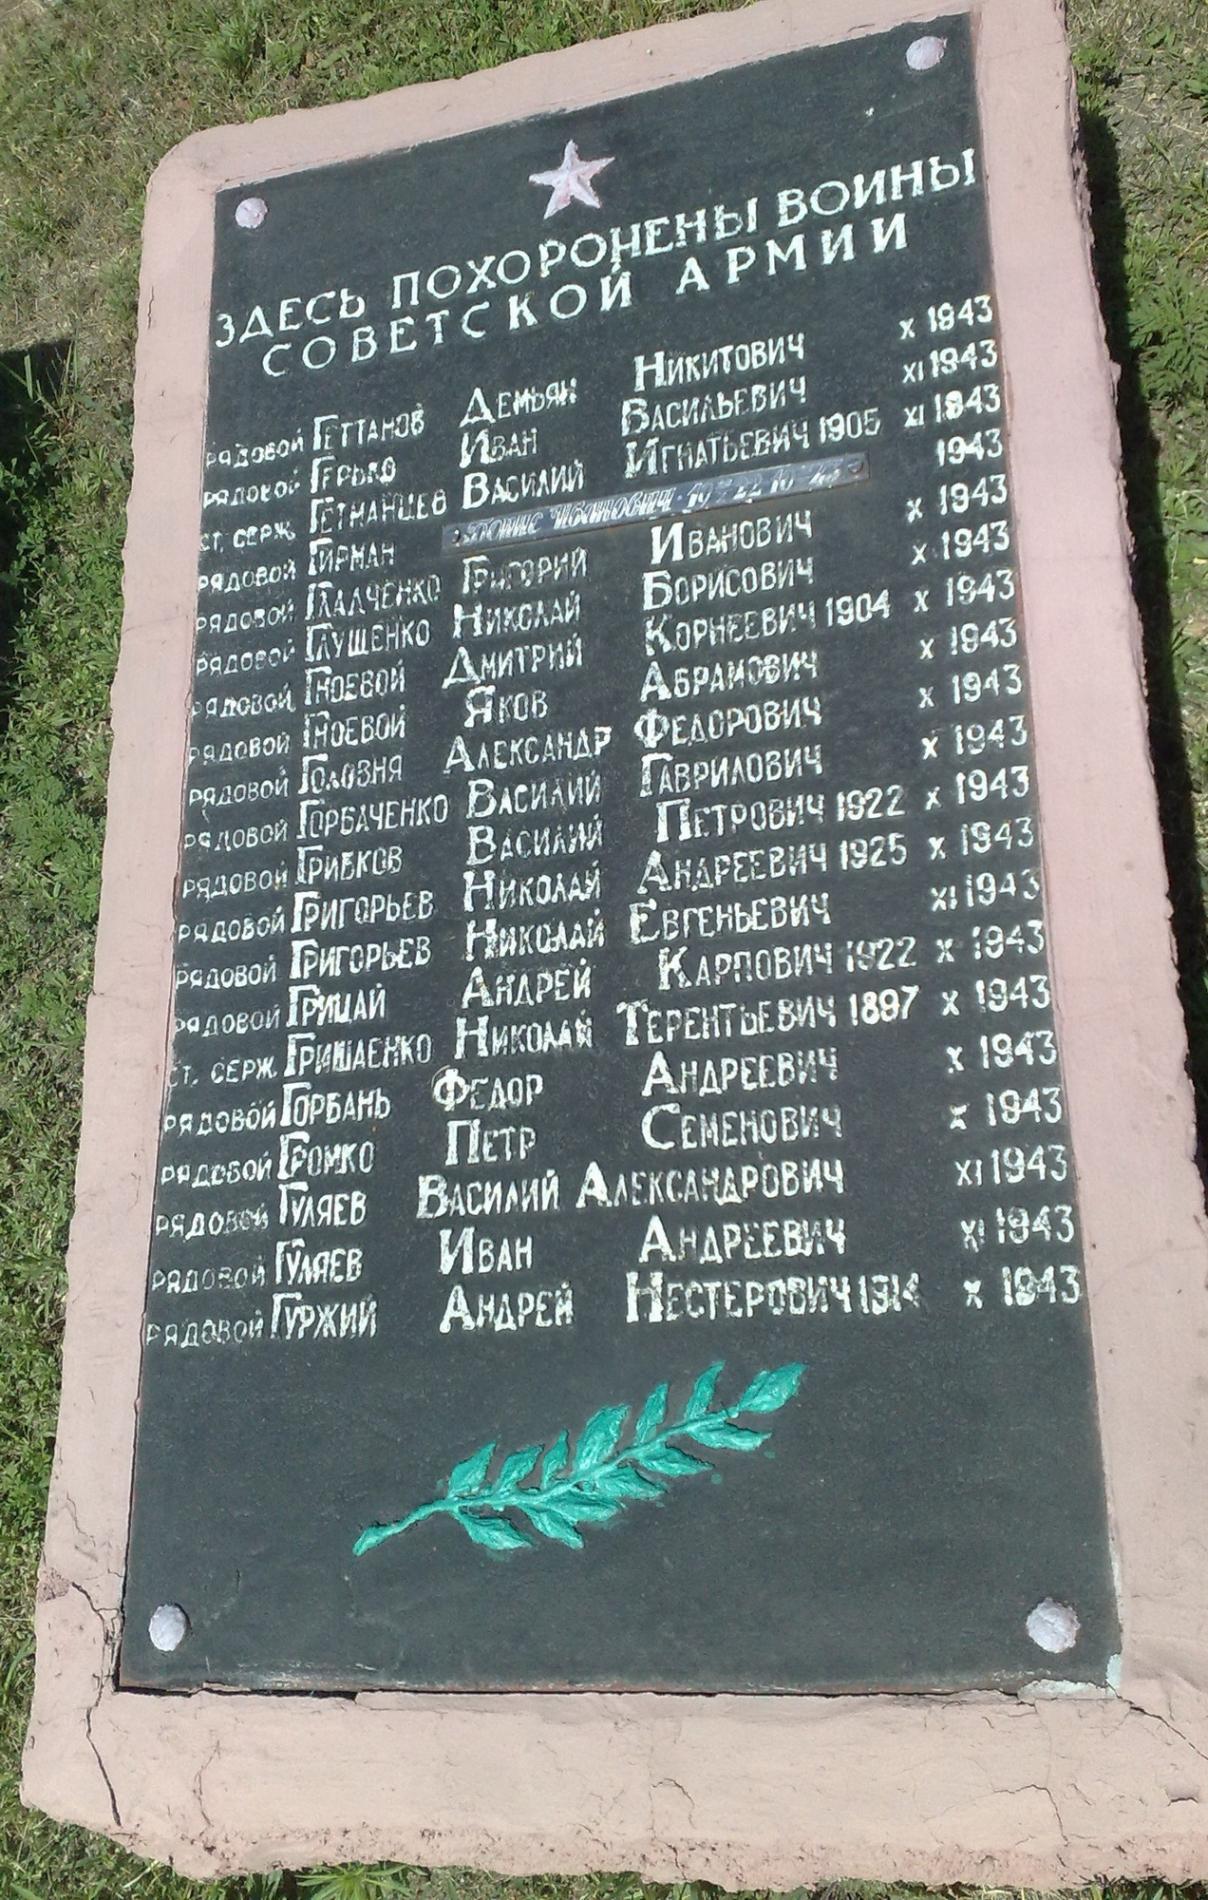 ЗДЕСЬ ПОХОРОНЕНЫ ВОИНЫ
СОВЕТСКОЙ АРМИИ
РЯДОВОЙ ГЕТТАНОВ ДЕМЬЯН НИКИТОВИЧ X 1943
РЯДОВОЙ ГЕРЬКО ИВАН ВАСИЛЬЕВИЧ XI 1943
СТ. СЕРЖ. ГЕТМАНЦЕВ ВАСИЛИЙ ИГНАТЬЕВИЧ 1905 XI 1943
РЯДОВОЙ ГИРМАН Иванович 1943
РЯДОВОЙ ГЛАДЧЕНКО ГРИГОРИЙ ИВАНОВИЧ X 1943
РЯДОВОЙ ГЛУЩЕНКО НИКОЛАЙ БОРИСОВИЧ X 1943
РЯДОВОЙ ГНОЕВОЙ ДМИТРИЙ КОРНЕЕВИЧ 1904 X 1943
РЯДОВОЙ ГНОЕВОЙ ЯКОВ АБРАМОВИЧ X 1943
РЯДОВОЙ ГОЛОВНЯ АЛЕКСАНДР ФЕДОРОВИЧ X 1943
РЯДОВОЙ ГОРБАЧЕНКО ВАСИЛИЙ ГАВРИЛОВИЧ X 1943
РЯДОВОЙ ГРИБКОВ ВАСИЛИЙ ПЕТРОВИЧ 1922 X 1943
РЯДОВОЙ ГРИГОРЬЕВ НИКОЛАЙ АНДРЕЕВИЧ 1925 X 1943
РЯДОВОЙ ГРИГОРЬЕВ НИКОЛАЙ ЕВГЕНЬЕВИЧ XI 1943
РЯДОВОЙ ГРИЦАЙ АНДРЕЙ КАРПОВИЧ 1922 X 1943
СТ. СЕРЖ. ГРИШАЕНКО НИКОЛАЙ ТЕРЕНТЬЕВИЧ 1897 X 1943
РЯДОВОЙ ГОРБАНЬ ФЕДОР АНДРЕЕВИЧ X 1943
РЯДОВОЙ ГРОМКО ПЕТР СЕМЕНОВИЧ X 1943
РЯДОВОЙ ГУЛЯЕВ ВАСИЛИЙ АЛЕКСАНДРОВИЧ XI 1943
РЯДОВОЙ ГУЛЯЕВ ИВАН АНДРЕЕВИЧ XI 1943
РЯДОВОЙ ГУРЖИЙ АНДРЕЙ НЕСТЕРОВИЧ 1914 X 1943